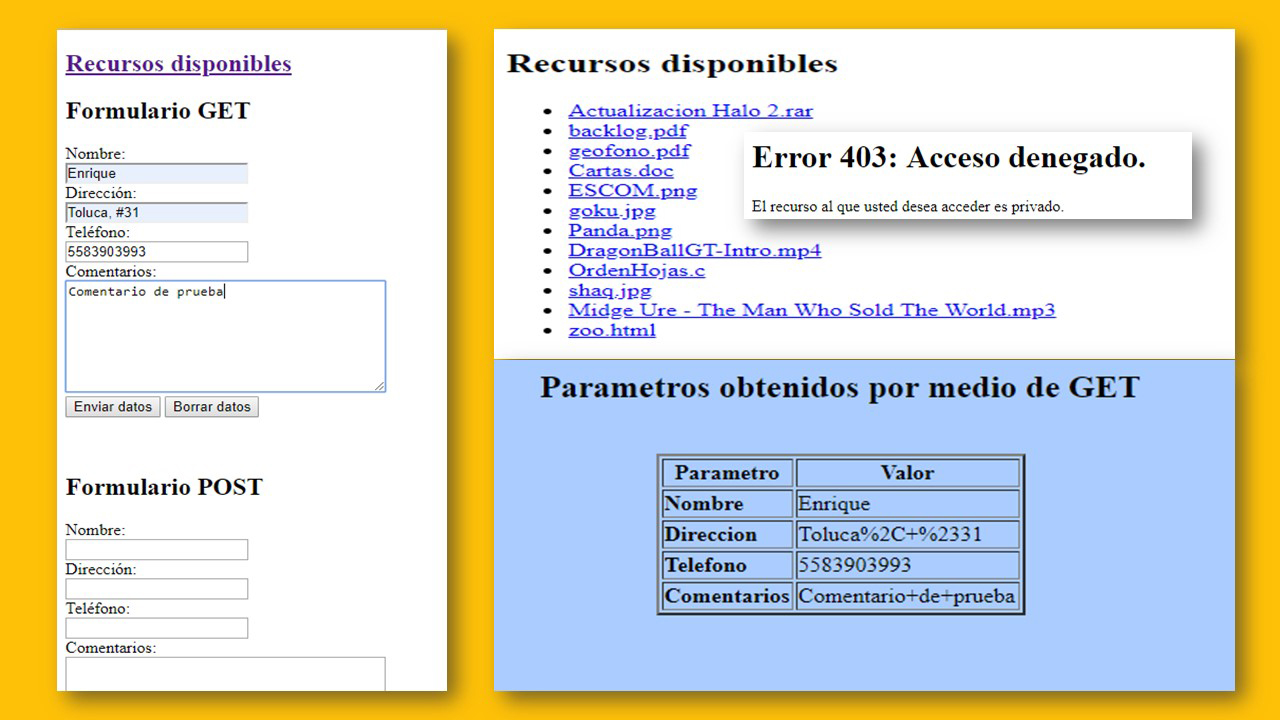 Recursos disponibles
Formulario GET
Nombre:
Enrique
Dirección:
Toluca, #31
Teléfono:
5583903993
Comentarios:
Comentario de prueba
Enviar datos Borrar datos
Formulario POST
Nombre:
Dirección:
Teléfono:
Comentarios:
Recursos disponibles
Actualizacion Halo 2.rar
backlog.pdf
geofono.pdf
Cartas.doc
ESCOM.png
goku.jpg
Panda.png
DragonBallGT-Intro.mp4
OrdenHojas.c
shaq.jpg
Midge Ure - The Man Who Sold The World.mp3
zoo.html
Error 403: Acceso denegado.
El recurso al que usted desea acceder es privado.
Parametros obtenidos por medio de GET
Parametro Valor
Nombre Enrique
Direccion Toluca%2C+%2331
Telefono 5583903993
Comentarios Comentario+de+prueba